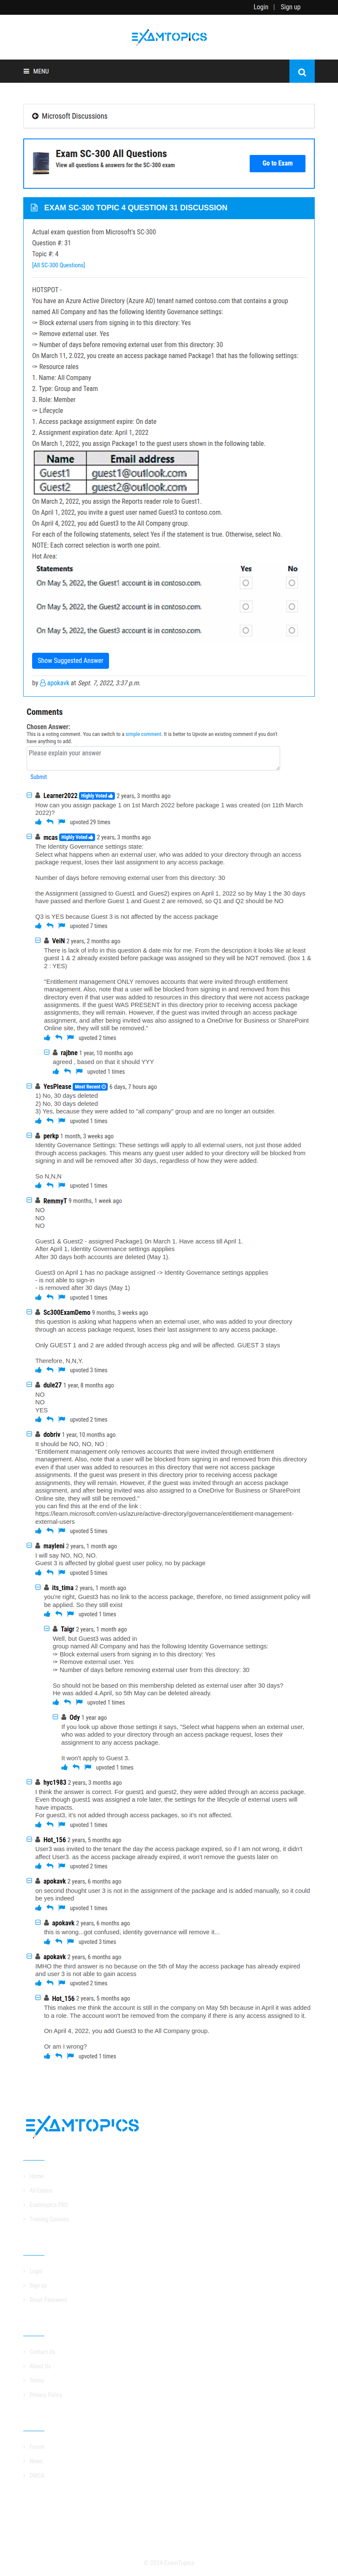 Login | Sign up
EXAMTOPICS
MENU
Microsoft Discussions
Exam SC-300 All Questions
View all questions & answers for the SC-300 exam
Go to Exam
EXAM SC-300 TOPIC 4 QUESTION 31 DISCUSSION
Actual exam question from Microsoft's SC-300
Question #: 31
Topic #: 4
[All SC-300 Questions]
HOTSPOT -
You have an Azure Active Directory (Azure AD) tenant named contoso.com that contains a group
named All Company and has the following Identity Governance settings:
✑ Block external users from signing in to this directory: Yes
✑ Remove external user. Yes
✑ Number of days before removing external user from this directory: 30
On March 11, 2.022, you create an access package named Package1 that has the following settings:
✑ Resource rales
1. Name: All Company
2. Type: Group and Team
3. Role: Member
✑ Lifecycle
1. Access package assignment expire: On date
2. Assignment expiration date: April 1, 2022
On March 1, 2022, you assign Package1 to the guest users shown in the following table.
Name Email address
Guest1 guest1@outlook.com
Guest2 guest2@outlook.com
On March 2, 2022, you assign the Reports reader role to Guest1.
On April 1, 2022, you invite a guest user named Guest3 to contoso.com.
On April 4, 2022, you add Guest3 to the All Company group.
For each of the following statements, select Yes if the statement is true. Otherwise, select No.
NOTE: Each correct selection is worth one point.
Hot Area:
Statements Yes No
On May 5, 2022, the Guest1 account is in contoso.com.
On May 5, 2022, the Guest2 account is in contoso.com.
On May 5, 2022, the Guest3 account is in contoso.com.
Show Suggested Answer
by apokavk at Sept. 7, 2022, 3:37 p.m.
Comments
Chosen Answer:
This is a voting comment. You can switch to a simple comment. It is better to Upvote an existing comment if you don't
have anything to add.
Please explain your answer
Submit
Learner2022 Highly Voted 2 years, 3 months ago
How can you assign package 1 on 1st March 2022 before package 1 was created (on 11th March
2022)?
upvoted 29 times
mcas Highly Voted 2 years, 3 months ago
The Identity Governance settings state:
Select what happens when an external user, who was added to your directory through an access
package request, loses their last assignment to any access package.
Number of days before removing external user from this directory: 30
the Assignment (assigned to Guest1 and Gues2) expires on April 1, 2022 so by May 1 the 30 days
have passed and therfore Guest 1 and Guest 2 are removed, so Q1 and Q2 should be NO
Q3 is YES because Guest 3 is not affected by the access package
upvoted 7 times
VeiN 2 years, 2 months ago
There is lack of info in this question & date mix for me. From the description it looks like at least
guest 1 & 2 already existed before package was assigned so they will be NOT removed. (box 1 &
2 : YES)
"Entitlement management ONLY removes accounts that were invited through entitlement
management. Also, note that a user will be blocked from signing in and removed from this
directory even if that user was added to resources in this directory that were not access package
assignments. If the guest WAS PRESENT in this directory prior to receiving access package
assignments, they will remain. However, if the guest was invited through an access package
assignment, and after being invited was also assigned to a OneDrive for Business or SharePoint
Online site, they will still be removed."
upvoted 2 times
rajbne 1 year, 10 months ago
agreed , based on that it should YYY
upvoted 1 times
YesPlease Most Recent 6 days, 7 hours ago
1) No, 30 days deleted
2) No, 30 days deleted
3) Yes, because they were added to "all company" group and are no longer an outsider.
upvoted 1 times
perkp 1 month, 3 weeks ago
Identity Governance Settings: These settings will apply to all external users, not just those added
through access packages. This means any guest user added to your directory will be blocked from
signing in and will be removed after 30 days, regardless of how they were added.
So N,N,N
upvoted 1 times
RemmyT 9 months, 1 week ago
NO
NO
NO
Guest1 & Guest2 - assigned Package1 0n March 1. Have access till April 1.
After April 1, Identity Governance settings appplies
After 30 days both accounts are deleted (May 1).
Guest3 on April 1 has no package assigned -> Identity Governance settings appplies
- is not able to sign-in
- is removed after 30 days (May 1)
upvoted 1 times
Sc300ExamDemo 9 months, 3 weeks ago
this question is asking what happens when an external user, who was added to your directory
through an access package request, loses their last assignment to any access package.
Only GUEST 1 and 2 are added through access pkg and will be affected. GUEST 3 stays
Therefore, N,N,Y.
upvoted 3 times
dule27 1 year, 8 months ago
NO
NO
YES
upvoted 2 times
dobriv 1 year, 10 months ago
It should be NO, NO, NO :
"Entitlement management only removes accounts that were invited through entitlement
management. Also, note that a user will be blocked from signing in and removed from this directory
even if that user was added to resources in this directory that were not access package
assignments. If the guest was present in this directory prior to receiving access package
assignments, they will remain. However, if the guest was invited through an access package
assignment, and after being invited was also assigned to a OneDrive for Business or SharePoint
Online site, they will still be removed."
you can find this at the end of the link :
https://learn.microsoft.com/en-us/azure/active-directory/governance/entitlement-management-
external-users
upvoted 5 times
mayleni 2 years, 1 month ago
I will say NO, NO, NO.
Guest 3 is affected by global guest user policy, no by package
upvoted 5 times
its_tima 2 years, 1 month ago
you're right, Guest3 has no link to the access package, therefore, no timed assignment policy will
be applied. So they still exist
upvoted 1 times
Taigr 2 years, 1 month ago
Well, but Guest3 was added in
group named All Company and has the following Identity Governance settings:
✑ Block external users from signing in to this directory: Yes
✑ Remove external user. Yes
✑ Number of days before removing external user from this directory: 30
So should not be based on this membership deleted as external user after 30 days?
He was added 4.April, so 5th May can be deleted already.
upvoted 1 times
Ody 1 year ago
If you look up above those settings it says, "Select what happens when an external user,
who was added to your directory through an access package request, loses their
assignment to any access package.
It won't apply to Guest 3.
upvoted 1 times
hyc1983 2 years, 3 months ago
I think the answer is correct. For guest1 and guest2, they were added through an access package.
Even though guest1 was assigned a role later, the settings for the lifecycle of external users will
have impacts.
For guest3, it's not added through access packages, so it's not affected.
upvoted 1 times
Hot_156 2 years, 5 months ago
User3 was invited to the tenant the day the access package expired, so if I am not wrong, it didn't
affect User3. as the access package already expired, it won't remove the guests later on
upvoted 2 times
apokavk 2 years, 6 months ago
on second thought user 3 is not in the assignment of the package and is added manually, so it could
be yes indeed
upvoted 1 times
apokavk 2 years, 6 months ago
this is wrong...got confused, identity governance will remove it...
upvoted 3 times
apokavk 2 years, 6 months ago
IMHO the third answer is no because on the 5th of May the access package has already expired
and user 3 is not able to gain access
upvoted 2 times
Hot_156 2 years, 5 months ago
This makes me think the account is still in the company on May 5th because in April it was added
to a role. The account won't be removed from the company if there is any access assigned to it.
On April 4, 2022, you add Guest3 to the All Company group.
Or am I wrong?
upvoted 1 times
EXAMTOPICS
Home
All Exams
Examtopics PRO
Training Courses
Login
Sign up
Reset Password
Contact Us
About Us
Terms
Privacy Policy
Forum
News
DMCA
© 2024 ExamTopics